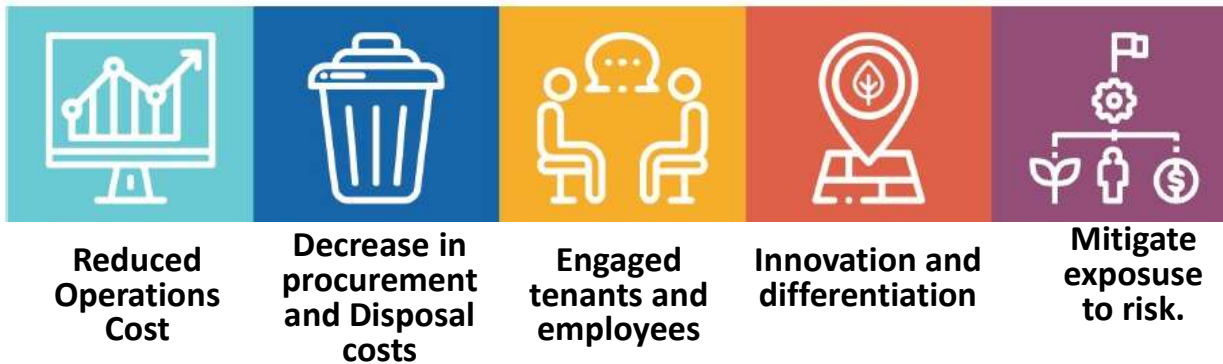 Reduced
Operations
Cost
Decrease in
procurement
and Disposal
costs
Engaged
tenants and
employees
Innovation and
differentiation
Mitigate
exposuse
to risk.